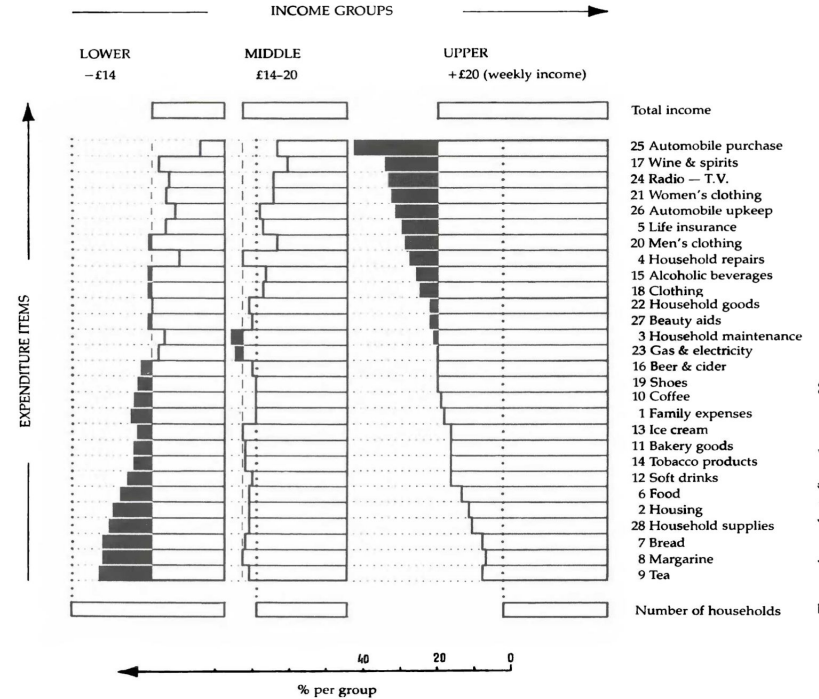 INCOME GROUPS
LOWER MIDDLE UPPER
−£14 £14–20 +£20 (weekly income)
Total income
EXPENDITURE ITEMS
25 Automobile purchase
17 Wine & spirits
24 Radio — T.V.
21 Women's clothing
26 Automobile upkeep
5 Life insurance
20 Men's clothing
4 Household repairs
15 Alcoholic beverages
18 Clothing
22 Household goods
27 Beauty aids
3 Household maintenance
23 Gas & electricity
16 Beer & cider
19 Shoes
10 Coffee
1 Family expenses
13 Ice cream
11 Bakery goods
14 Tobacco products
12 Soft drinks
6 Food
2 Housing
28 Household supplies
7 Bread
8 Margarine
9 Tea
Number of households
40 20 0
% per group